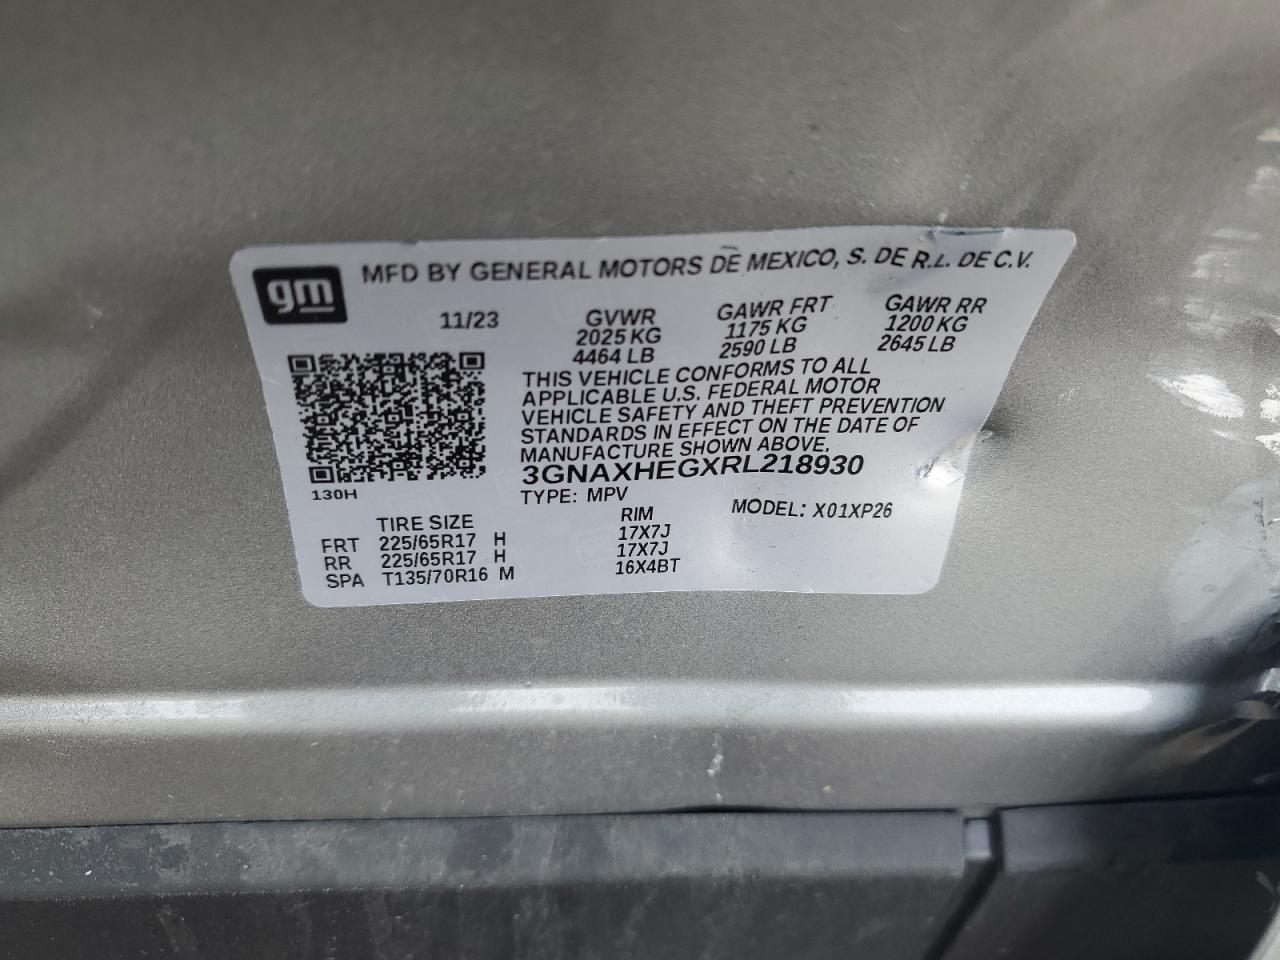 gm
MFD BY GENERAL MOTORS DE MEXICO, S. DE R.L. DE C.V.
11/23
GVWR
2025 KG
4464 LB
GAWR FRT
1175 KG
2590 LB
GAWR RR
1200 KG
2645 LB
THIS VEHICLE CONFORMS TO ALL
APPLICABLE U.S. FEDERAL MOTOR
VEHICLE SAFETY AND THEFT PREVENTION
STANDARDS IN EFFECT ON THE DATE OF
MANUFACTURE SHOWN ABOVE.
3GNAXHEGXRL218930
130H
TYPE: MPV
MODEL: X01XP26
TIRE SIZE RIM
FRT 225/65R17 H 17X7J
RR 225/65R17 H 17X7J
SPA T135/70R16 M 16X4BT